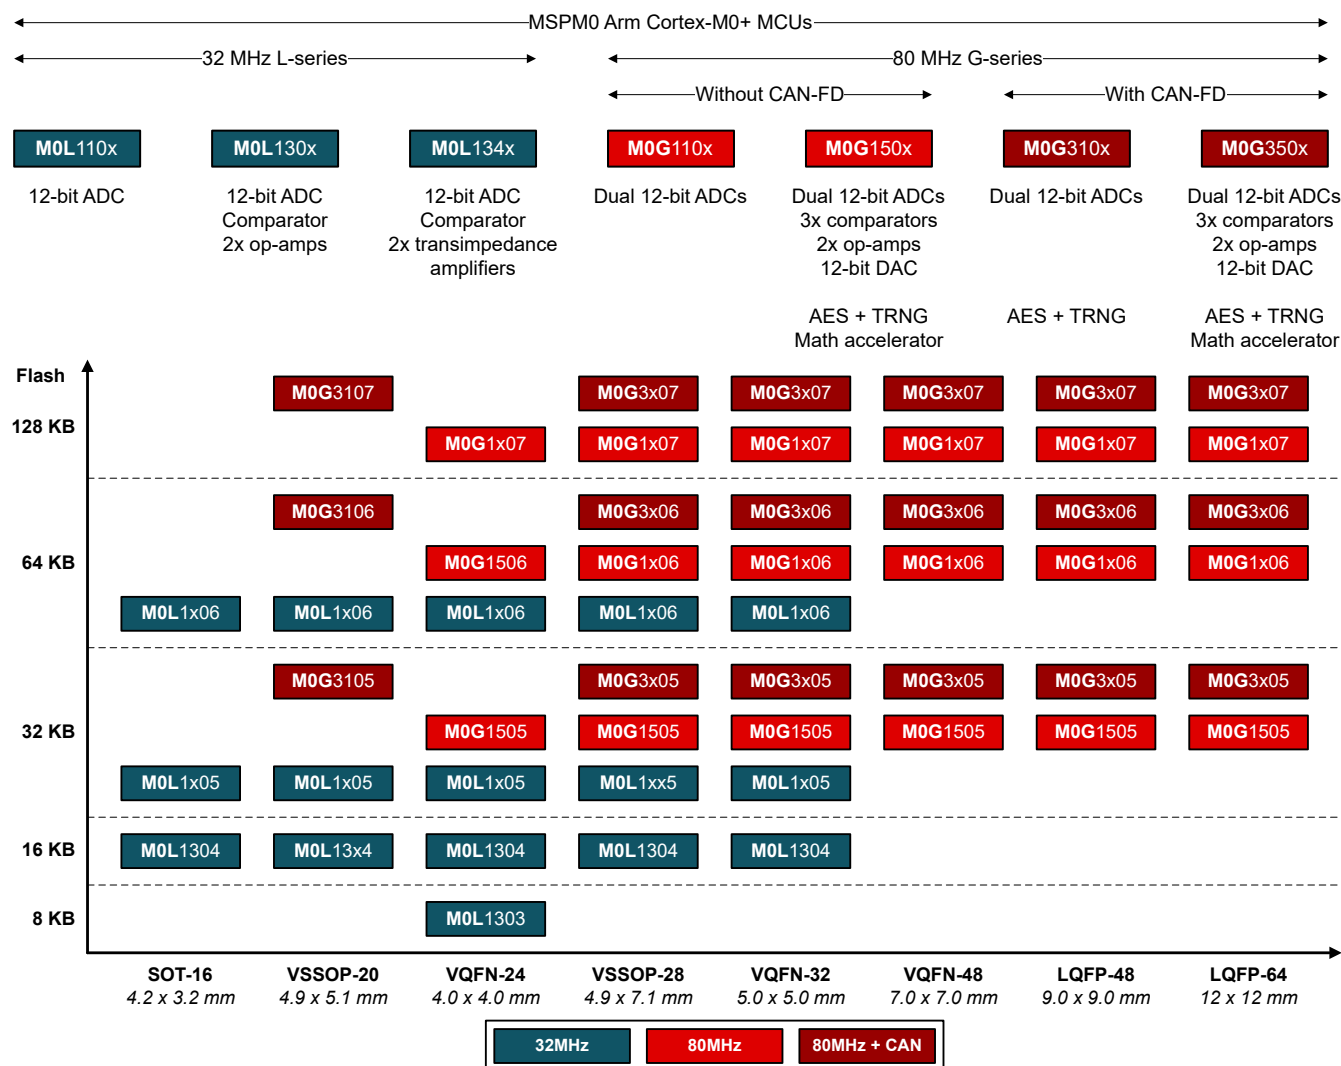 MSPM0 Arm Cortex-M0+ MCUs
32 MHz L-series
80 MHz G-series
Without CAN-FD
With CAN-FD
M0L110x
M0L130x
M0L134x
M0G110x
M0G150x
M0G310x
M0G350x
12-bit ADC
12-bit ADC
Comparator
2x op-amps
12-bit ADC
Comparator
2x transimpedance
amplifiers
Dual 12-bit ADCs
Dual 12-bit ADCs
3x comparators
2x op-amps
12-bit DAC
AES + TRNG
Math accelerator
Dual 12-bit ADCs
AES + TRNG
Dual 12-bit ADCs
3x comparators
2x op-amps
12-bit DAC
AES + TRNG
Math accelerator
Flash
128 KB
M0G3107 M0G3x07 M0G3x07 M0G3x07 M0G3x07 M0G3x07
M0G1x07 M0G1x07 M0G1x07 M0G1x07 M0G1x07 M0G1x07
64 KB
M0G3106 M0G3x06 M0G3x06 M0G3x06 M0G3x06 M0G3x06
M0G1506 M0G1x06 M0G1x06 M0G1x06 M0G1x06 M0G1x06
M0L1x06 M0L1x06 M0L1x06 M0L1x06 M0L1x06
32 KB
M0G3105 M0G3x05 M0G3x05 M0G3x05 M0G3x05 M0G3x05
M0G1505 M0G1505 M0G1505 M0G1505 M0G1505 M0G1505
M0L1x05 M0L1x05 M0L1x05 M0L1xx5 M0L1x05
16 KB
M0L1304 M0L13x4 M0L1304 M0L1304 M0L1304
8 KB
M0L1303
SOT-16 VSSOP-20 VQFN-24 VSSOP-28 VQFN-32 VQFN-48 LQFP-48 LQFP-64
4.2 x 3.2 mm 4.9 x 5.1 mm 4.0 x 4.0 mm 4.9 x 7.1 mm 5.0 x 5.0 mm 7.0 x 7.0 mm 9.0 x 9.0 mm 12 x 12 mm
32MHz 80MHz 80MHz + CAN